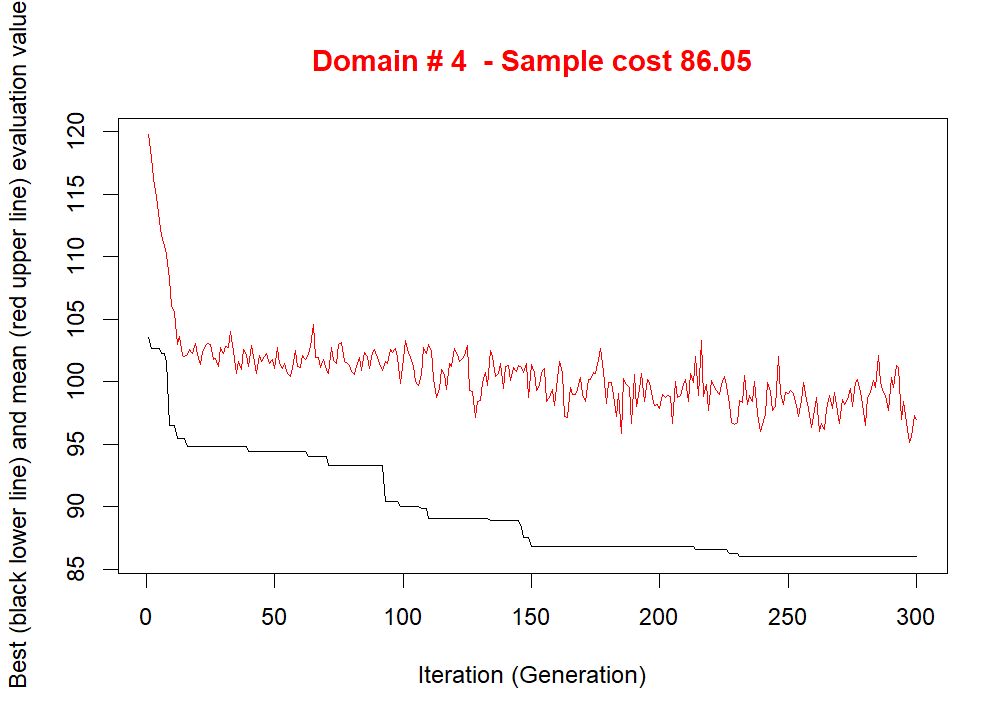 Domain # 4  - Sample cost 86.05
Best (black lower line) and mean (red upper line) evaluation value
120
115
110
105
100
95
90
85
0 50 100 150 200 250 300
Iteration (Generation)